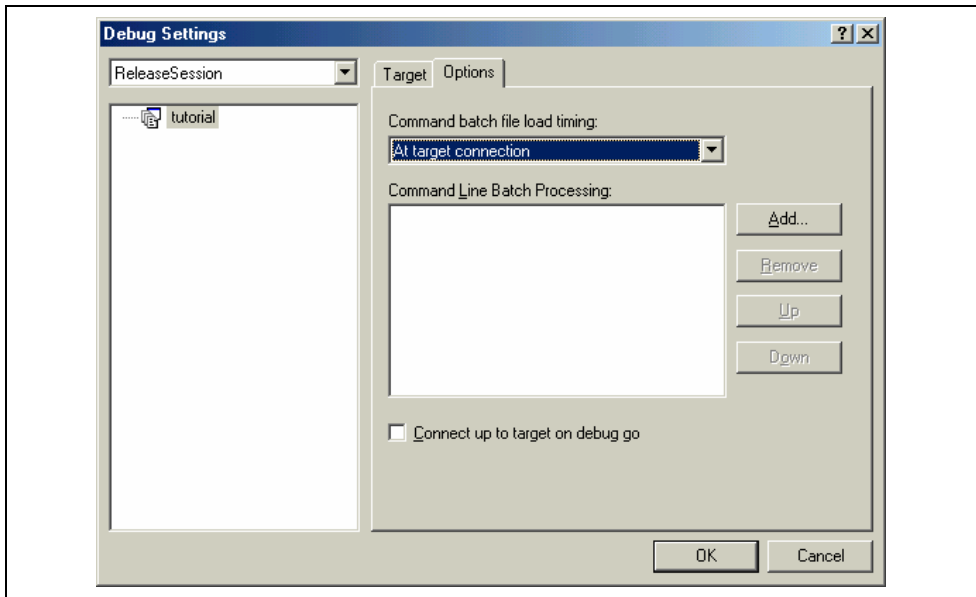 Debug Settings
ReleaseSession
tutorial
Target
Options
Command batch file load timing:
At target connection
Command Line Batch Processing:
Add...
Remove
Up
Down
Connect up to target on debug go
OK
Cancel